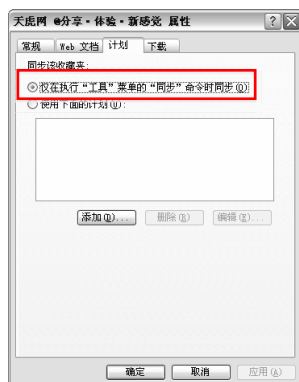 天虎网 e分享·体验·新感觉 属性
常规 Web 文档 计划 下载
同步该收藏夹:
仅在执行“工具”菜单的“同步”命令时同步(O)
使用下面的计划(U):
添加(D)... 删除(R) 编辑(E)...
确定 取消 应用(A)